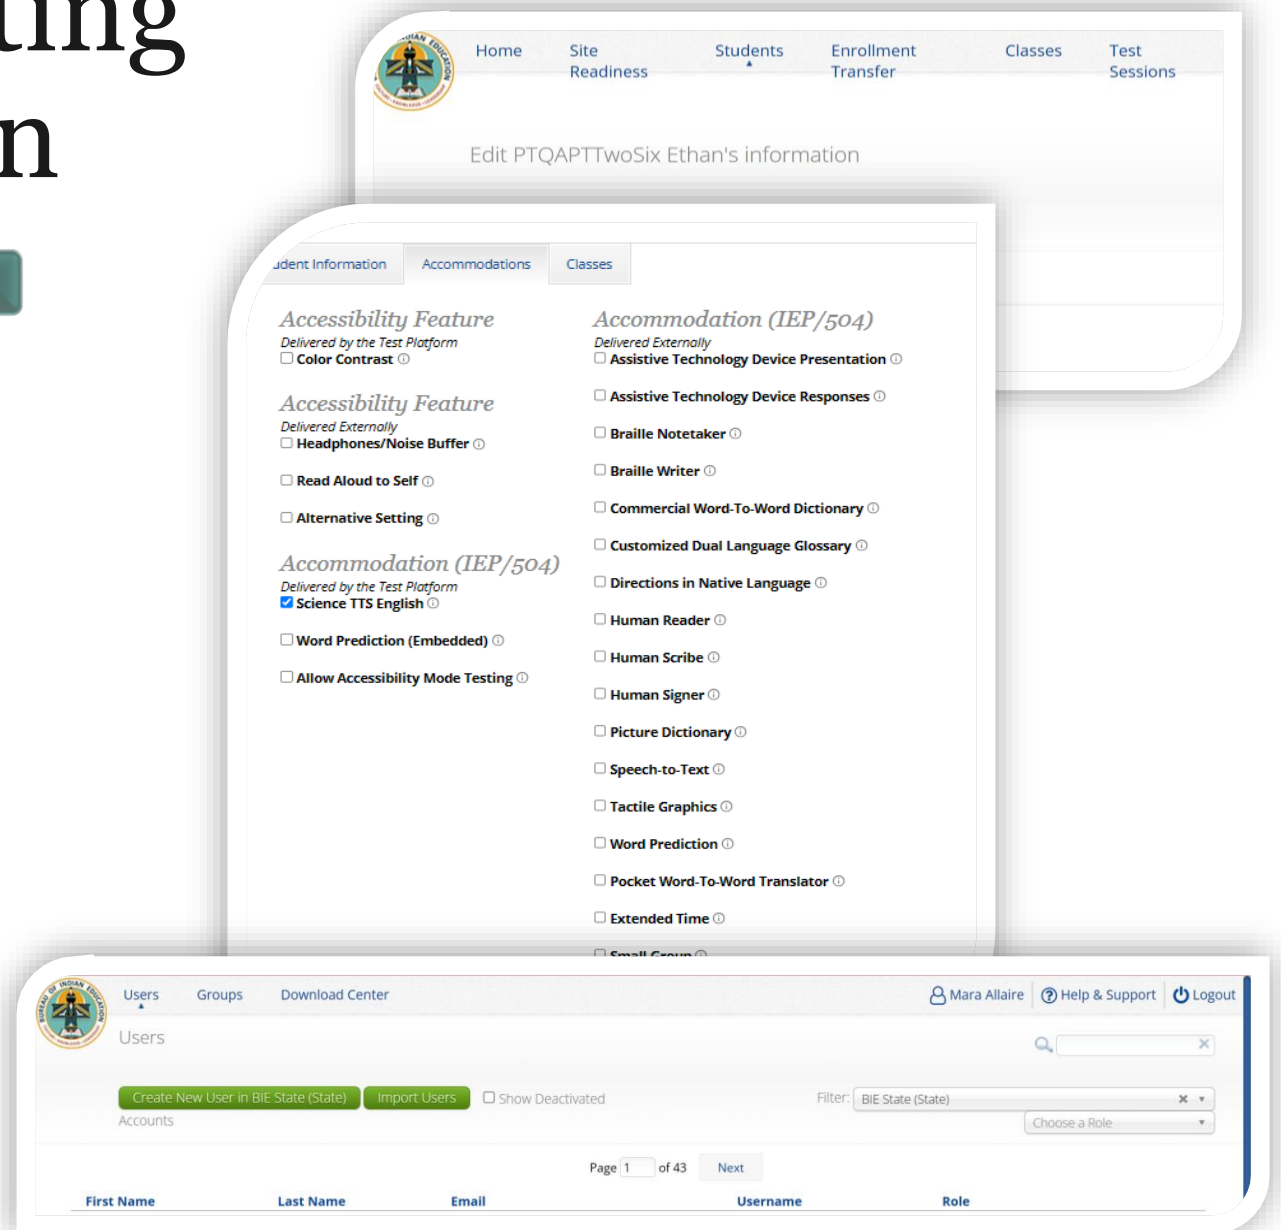 Home Site Students Enrollment Classes Test
Readiness Transfer Sessions
Edit PTQAPTTwoSix Ethan's information
Accommodations Classes
Accessibility Feature
Delivered by the Test Platform
Color Contrast
Accessibility Feature
Delivered Externally
Headphones/Noise Buffer
Read Aloud to Self
Alternative Setting
Accommodation (IEP/504)
Delivered by the Test Platform
Science TTS English
Word Prediction (Embedded)
Allow Accessibility Mode Testing
Accommodation (IEP/504)
Delivered Externally
Assistive Technology Device Presentation
Assistive Technology Device Responses
Braille Notetaker
Braille Writer
Commercial Word-To-Word Dictionary
Customized Dual Language Glossary
Directions in Native Language
Human Reader
Human Scribe
Human Signer
Picture Dictionary
Speech-to-Text
Tactile Graphics
Word Prediction
Pocket Word-To-Word Translator
Extended Time
Small Group
BUREAU OF INDIAN EDUCATION
Users Groups Download Center Mara Allaire Help & Support Logout
Users
Create New User in BIE State (State) Import Users Show Deactivated Filter: BIE State (State)
Accounts Choose a Role
Page 1 of 43 Next
First Name Last Name Email Username Role